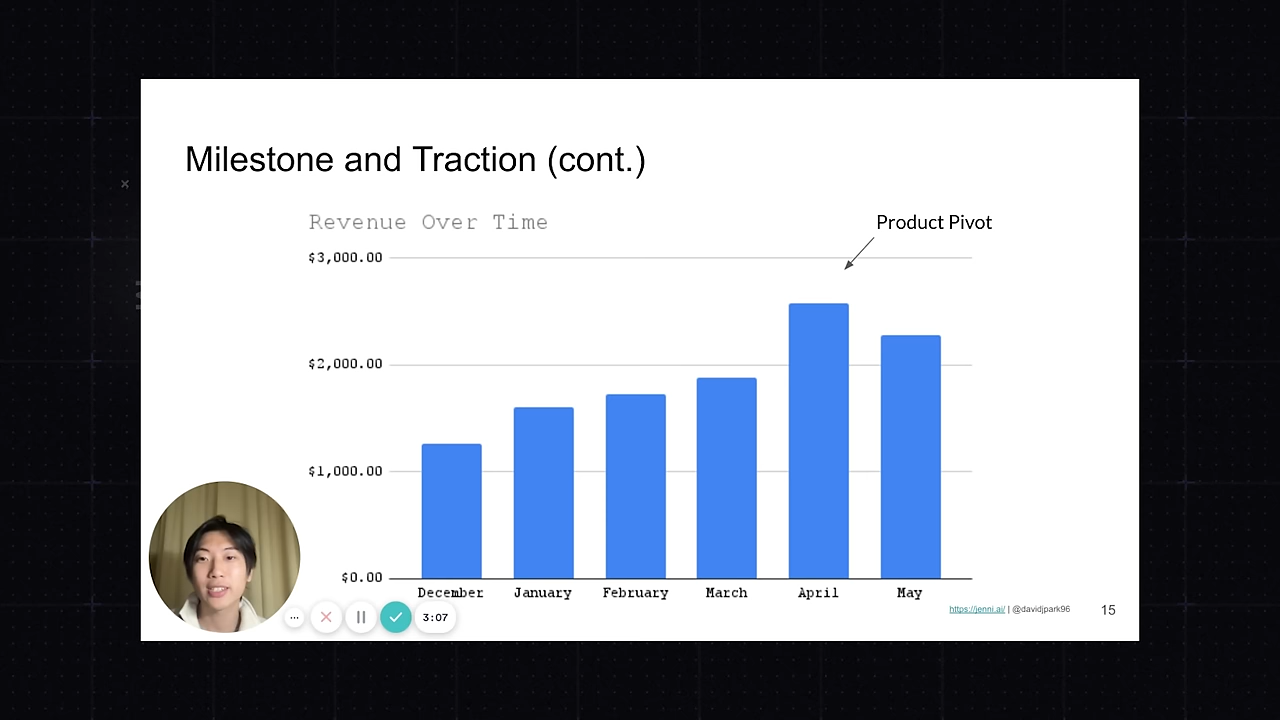 Milestone and Traction (cont.)
Revenue Over Time
Product Pivot
$3,000.00
$2,000.00
$1,000.00
$0.00
December January February March April May
https://jenni.ai/ | @davidjpark96 15
3:07